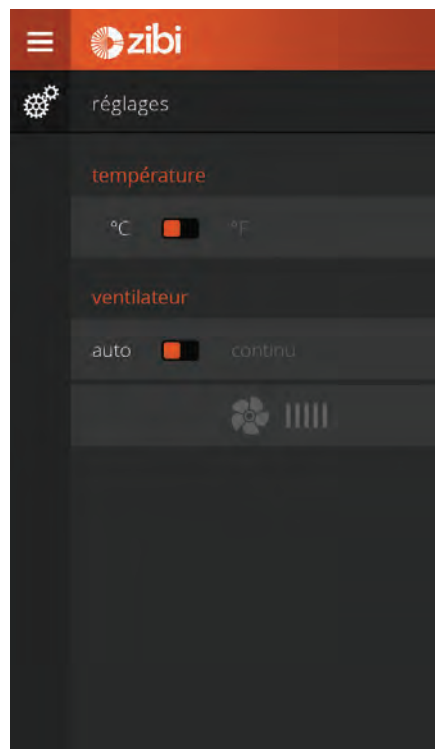 zibi
réglages
température
°C °F
ventilateur
auto continu